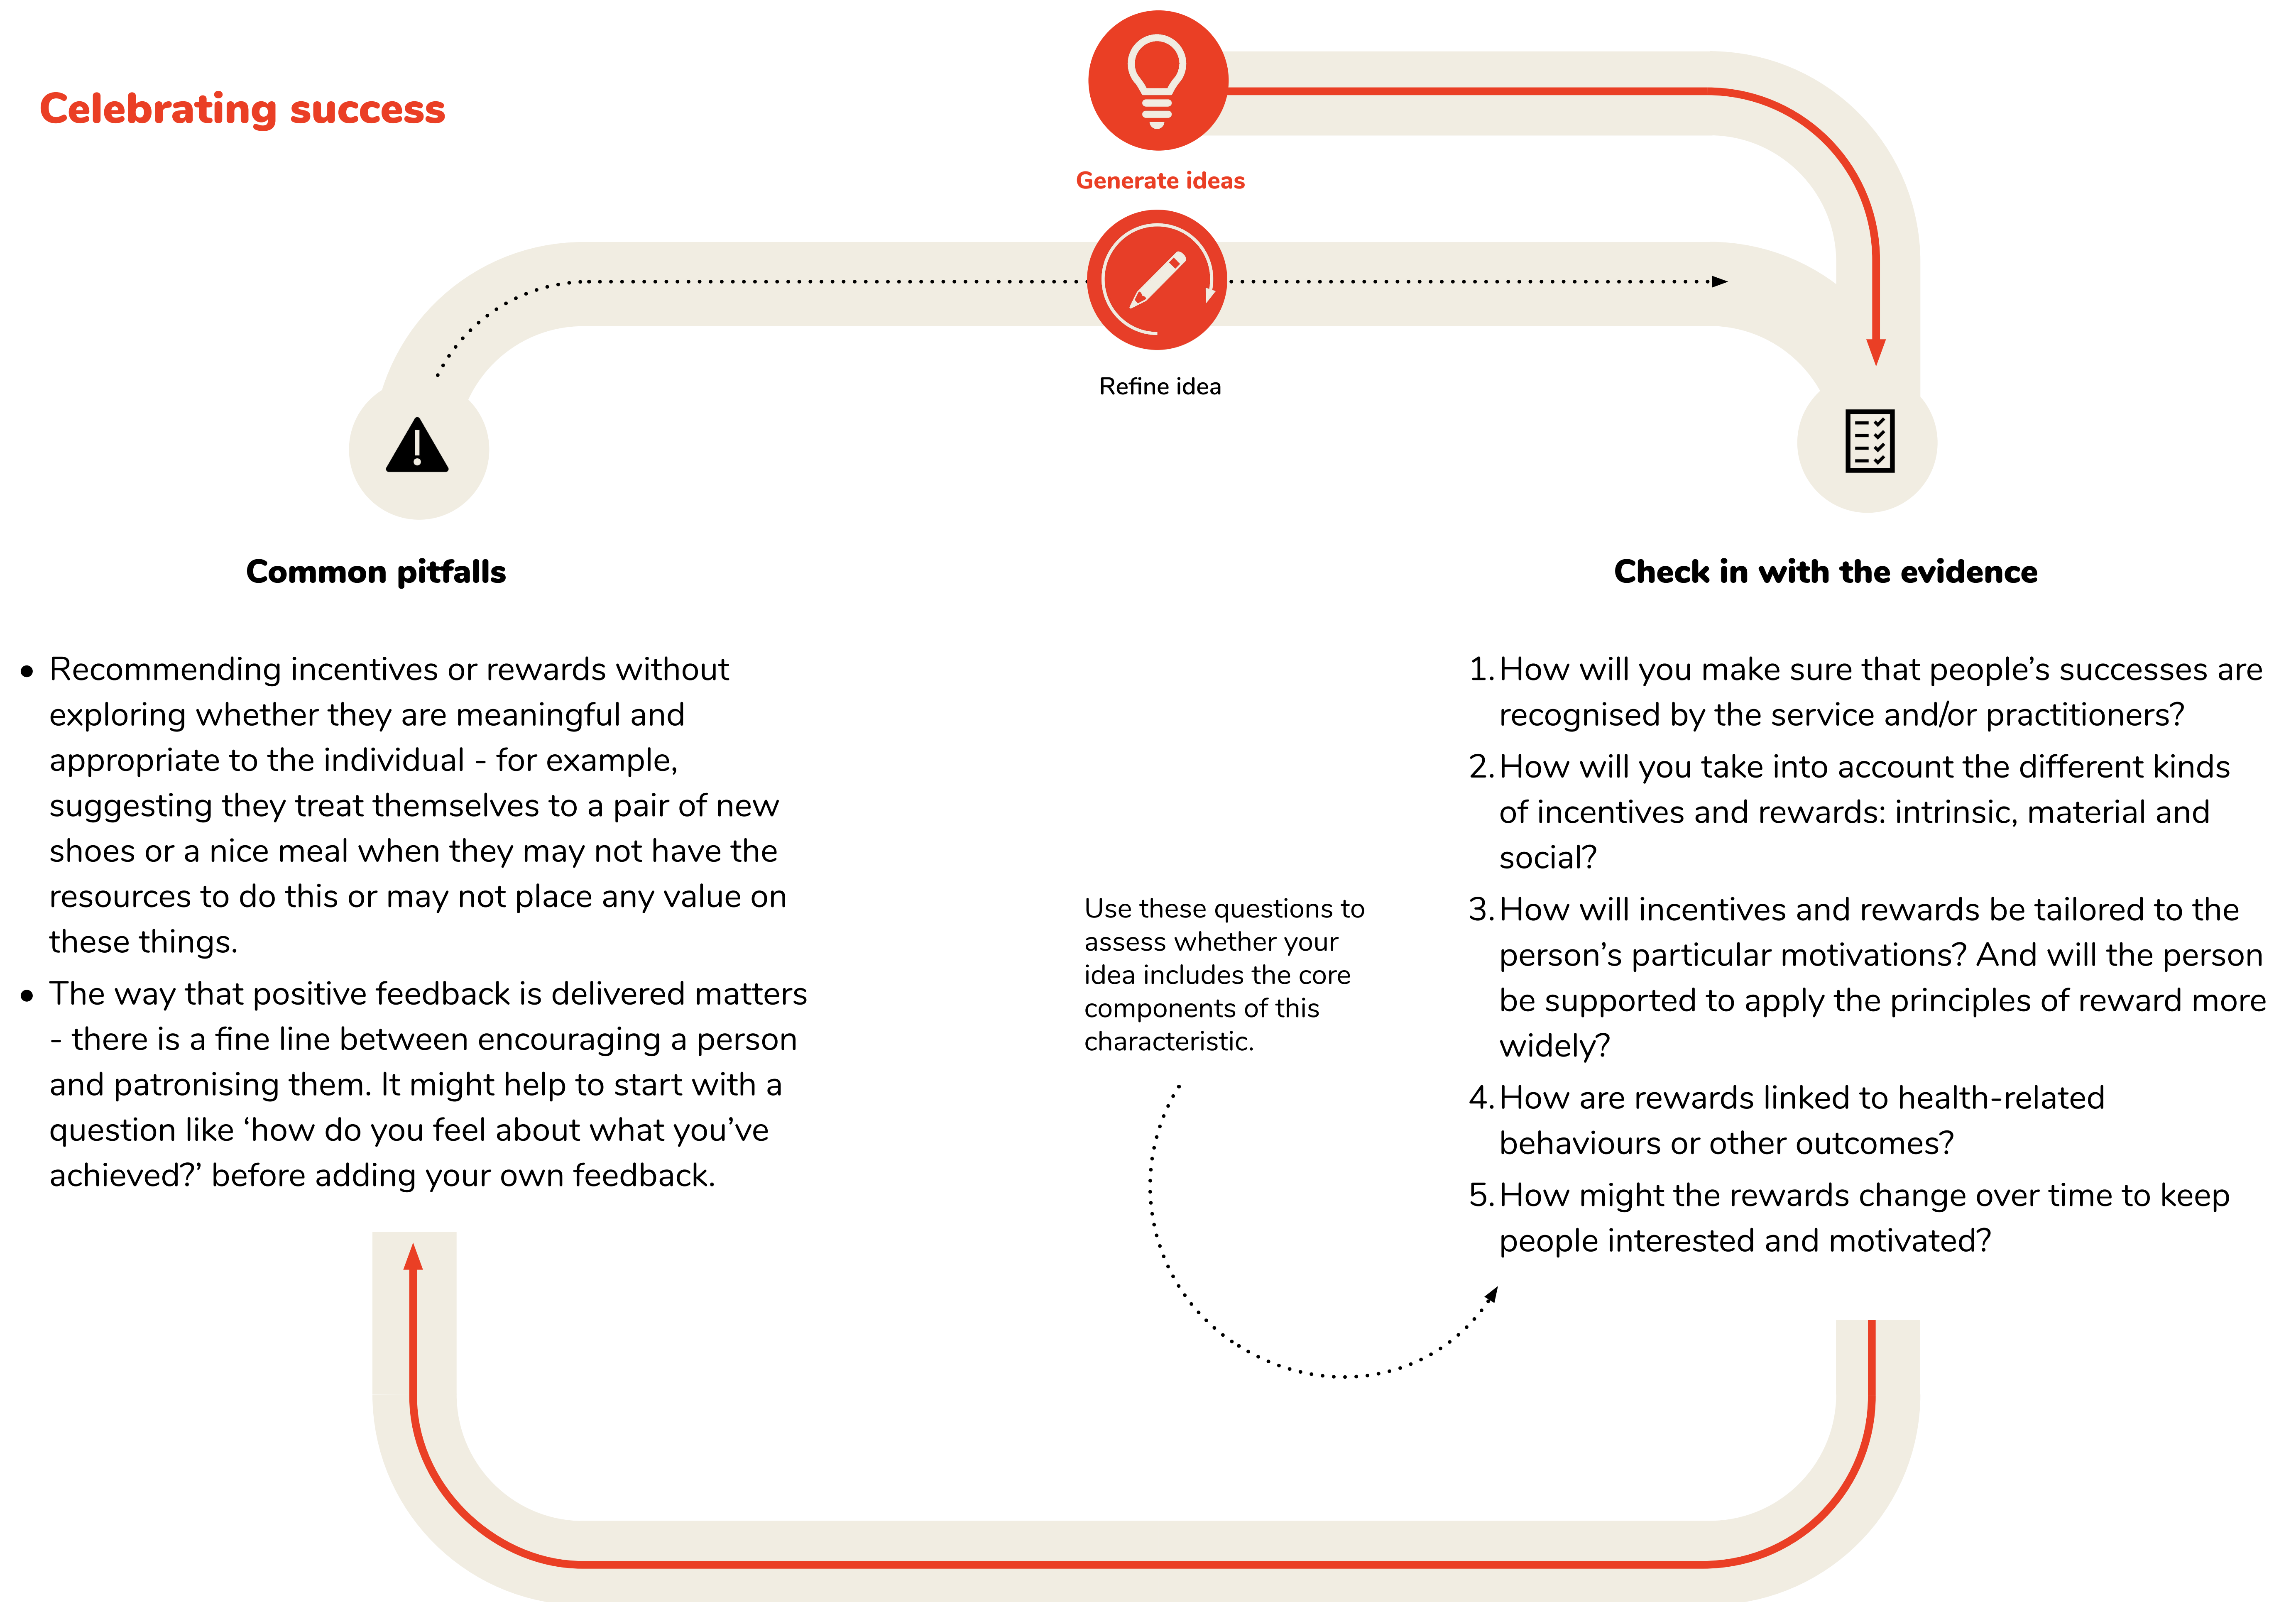 Celebrating success
Generate ideas
Refine idea
Common pitfalls
• Recommending incentives or rewards without
exploring whether they are meaningful and
appropriate to the individual - for example,
suggesting they treat themselves to a pair of new
shoes or a nice meal when they may not have the
resources to do this or may not place any value on
these things.
• The way that positive feedback is delivered matters
- there is a fine line between encouraging a person
and patronising them. It might help to start with a
question like ‘how do you feel about what you’ve
achieved?’ before adding your own feedback.
Use these questions to
assess whether your
idea includes the core
components of this
characteristic.
Check in with the evidence
1. How will you make sure that people’s successes are
recognised by the service and/or practitioners?
2. How will you take into account the different kinds
of incentives and rewards: intrinsic, material and
social?
3. How will incentives and rewards be tailored to the
person’s particular motivations? And will the person
be supported to apply the principles of reward more
widely?
4. How are rewards linked to health-related
behaviours or other outcomes?
5. How might the rewards change over time to keep
people interested and motivated?